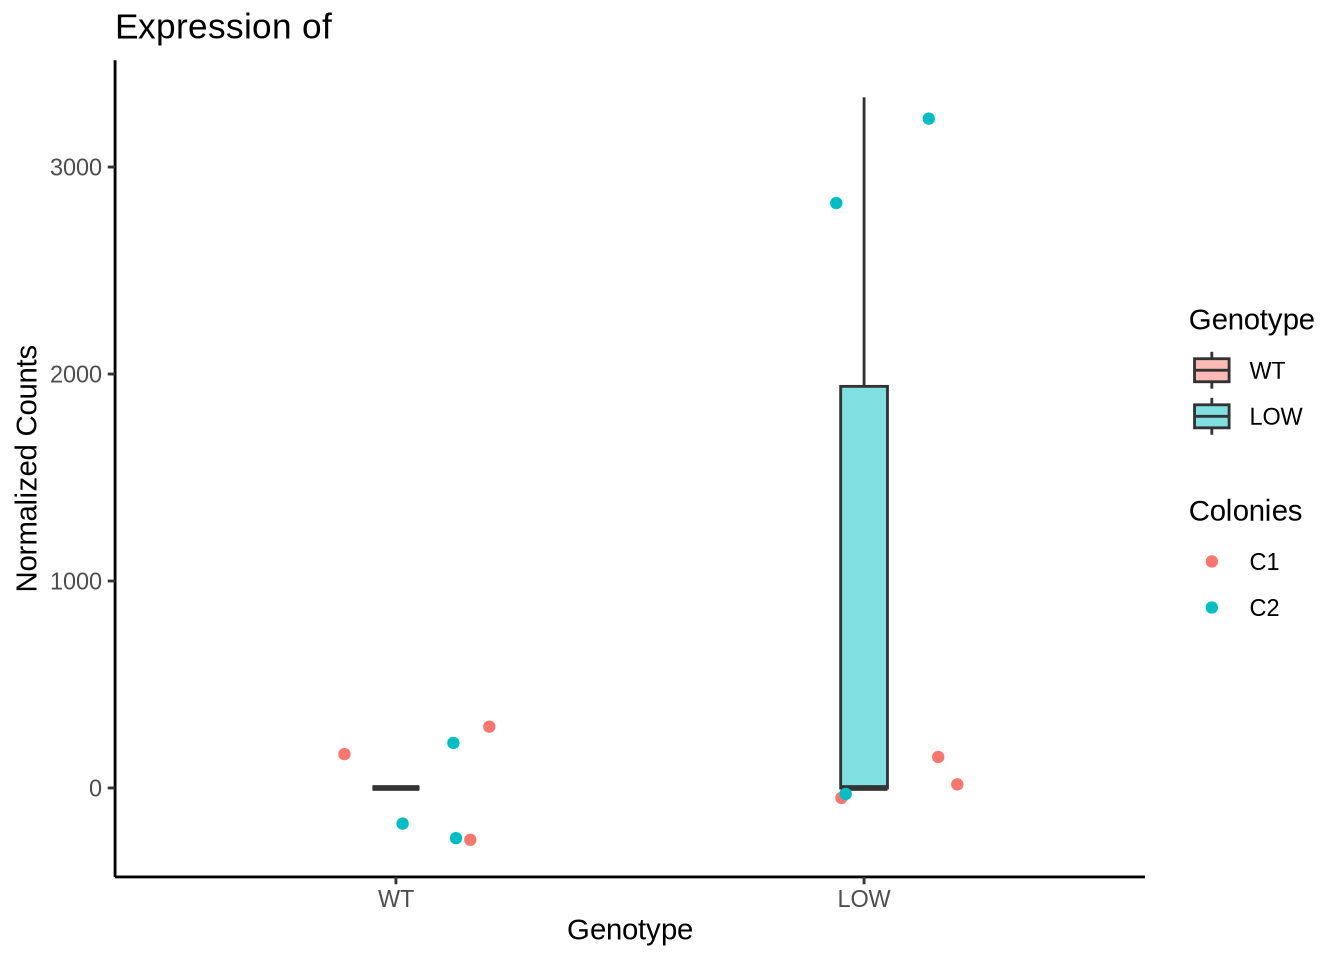 Expression of
3000
2000
1000
0
Normalized Counts
WT
LOW
Genotype
Genotype
WT
LOW
Colonies
C1
C2